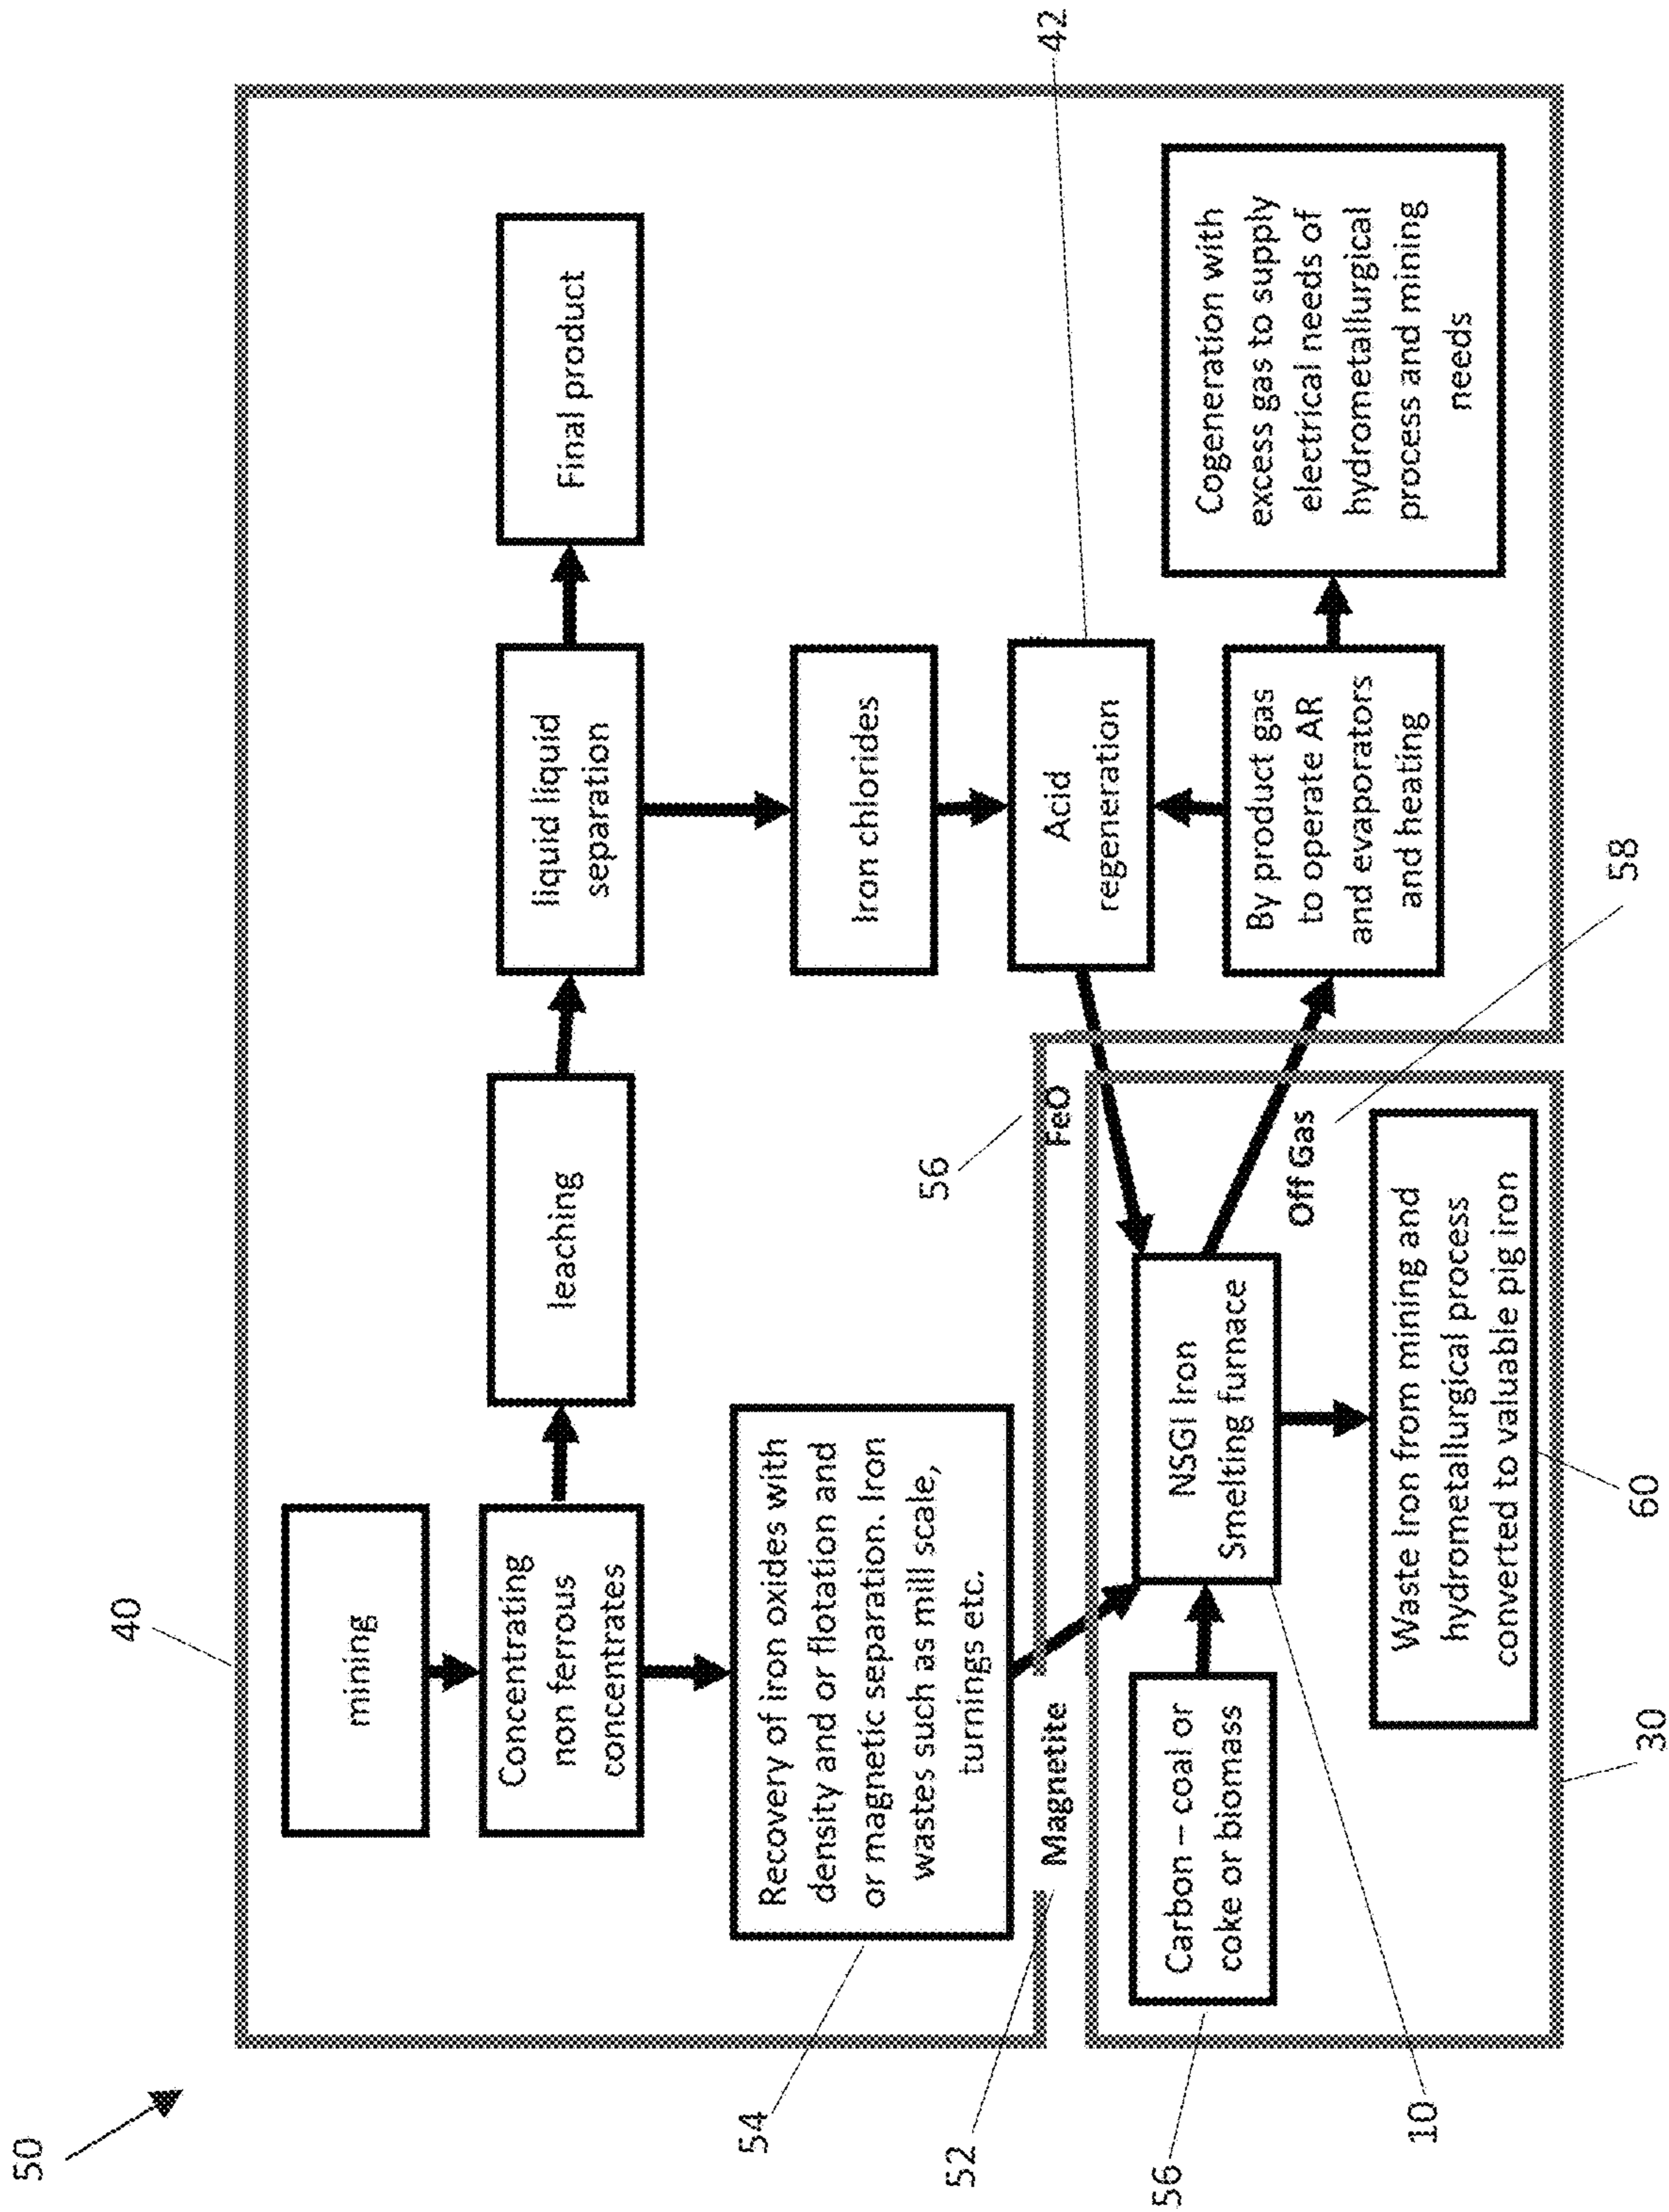 50
40
mining
Concentrating
non ferrous
concentrates
leaching
liquid liquid
separation
Final product
54
Recovery of iron oxides with
density and or flotation and
or magnetic separation. Iron
wastes such as mill scale,
turnings etc.
Iron chlorides
42
Acid
regeneration
52
Magnetite
56
FeO
56
Carbon – coal or
coke or biomass
10
NSGI Iron
Smelting furnace
Off Gas
58
By product gas
to operate AR
and evaporators
and heating
Cogeneration with
excess gas to supply
electrical needs of
hydrometallurgical
process and mining
needs
Waste Iron from mining and
hydrometallurgical process
converted to valuable pig iron
30
60